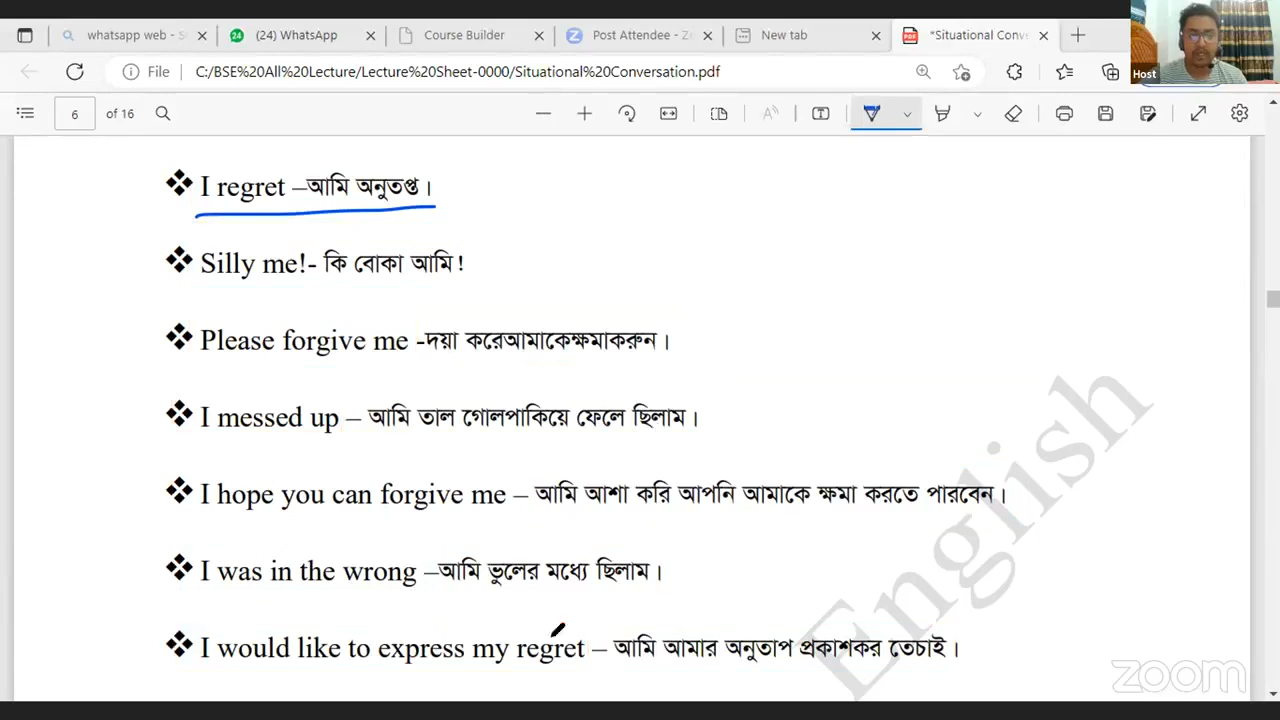 whatsapp web - S
(24) WhatsApp
Course Builder
Post Attendee - Z
New tab
*Situational Conv
Host
File
C:/BSE%20All%20Lecture/Lecture%20Sheet-0000/Situational%20Conversation.pdf
6 of 16
❖ I regret –আমি অনুতপ্ত।
❖ Silly me!- কি বোকা আমি!
❖ Please forgive me -দয়া করেআমাকেক্ষমাকরুন।
❖ I messed up – আমি তাল গোলপাকিয়ে ফেলে ছিলাম।
❖ I hope you can forgive me – আমি আশা করি আপনি আমাকে ক্ষমা করতে পারবেন।
❖ I was in the wrong –আমি ভুলের মধ্যে ছিলাম।
❖ I would like to express my regret – আমি আমার অনুতাপ প্রকাশকর তেচাই।
English
zoom